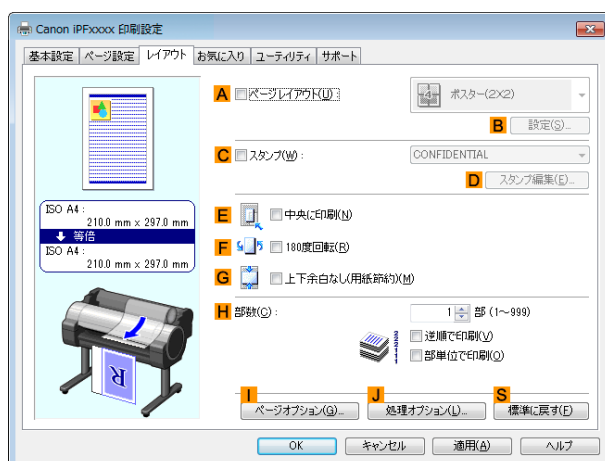 Canon iPFxxxx 印刷設定
基本設定 ページ設定 レイアウト お気に入り ユーティリティ サポート
A ページレイアウト(U) : 4 ポスター(2X2)
B 設定(S)...
C スタンプ(W) : CONFIDENTIAL
D スタンプ編集(E)...
ISO A4 :
210.0 mm x 297.0 mm
等倍
ISO A4 :
210.0 mm x 297.0 mm
E 中央に印刷(N)
F 180度回転(R)
G 上下余白なし(用紙節約)(M)
H 部数(C) : 1 部 (1～999)
逆順で印刷(V)
部単位で印刷(O)
R
I ページオプション(G)...
J 処理オプション(L)...
S 標準に戻す(F)
OK キャンセル 適用(A) ヘルプ